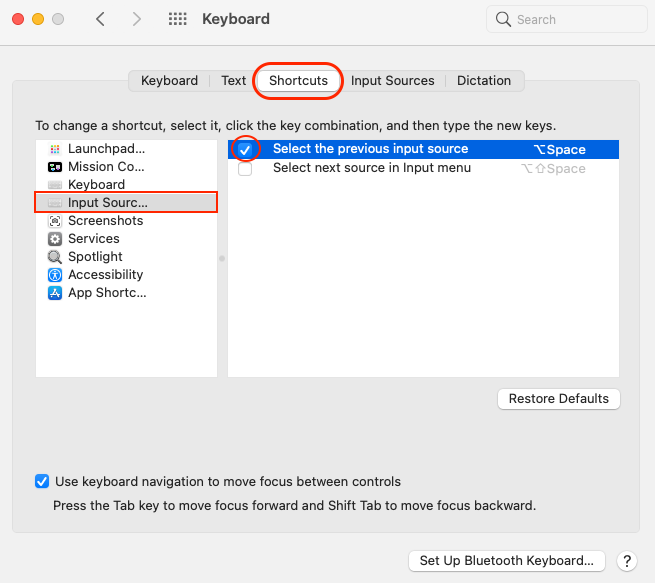 Keyboard
Search
Keyboard Text Shortcuts Input Sources Dictation
To change a shortcut, select it, click the key combination, and then type the new keys.
Launchpad...
Mission Co...
Keyboard
Input Sourc...
Screenshots
Services
Spotlight
Accessibility
App Shortc...
Select the previous input source ⌥Space
Select next source in Input menu ⌥⇧Space
Restore Defaults
Use keyboard navigation to move focus between controls
Press the Tab key to move focus forward and Shift Tab to move focus backward.
Set Up Bluetooth Keyboard... ?